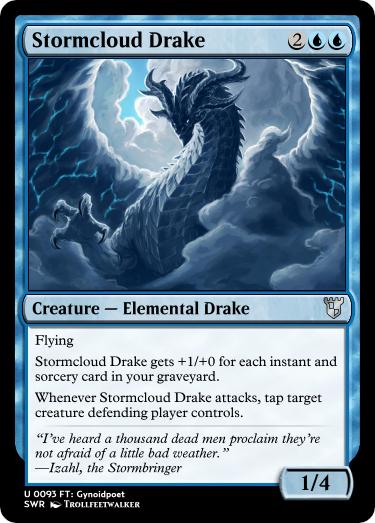 Stormcloud Drake 2
Creature — Elemental Drake
Flying
Stormcloud Drake gets +1/+0 for each instant and
sorcery card in your graveyard.
Whenever Stormcloud Drake attacks, tap target
creature defending player controls.
“I’ve heard a thousand dead men proclaim they’re
not afraid of a little bad weather.”
—Izahl, the Stormbringer
1/4
U 0093 FT: Gynoidpoet
SWR TROLLFEETWALKER